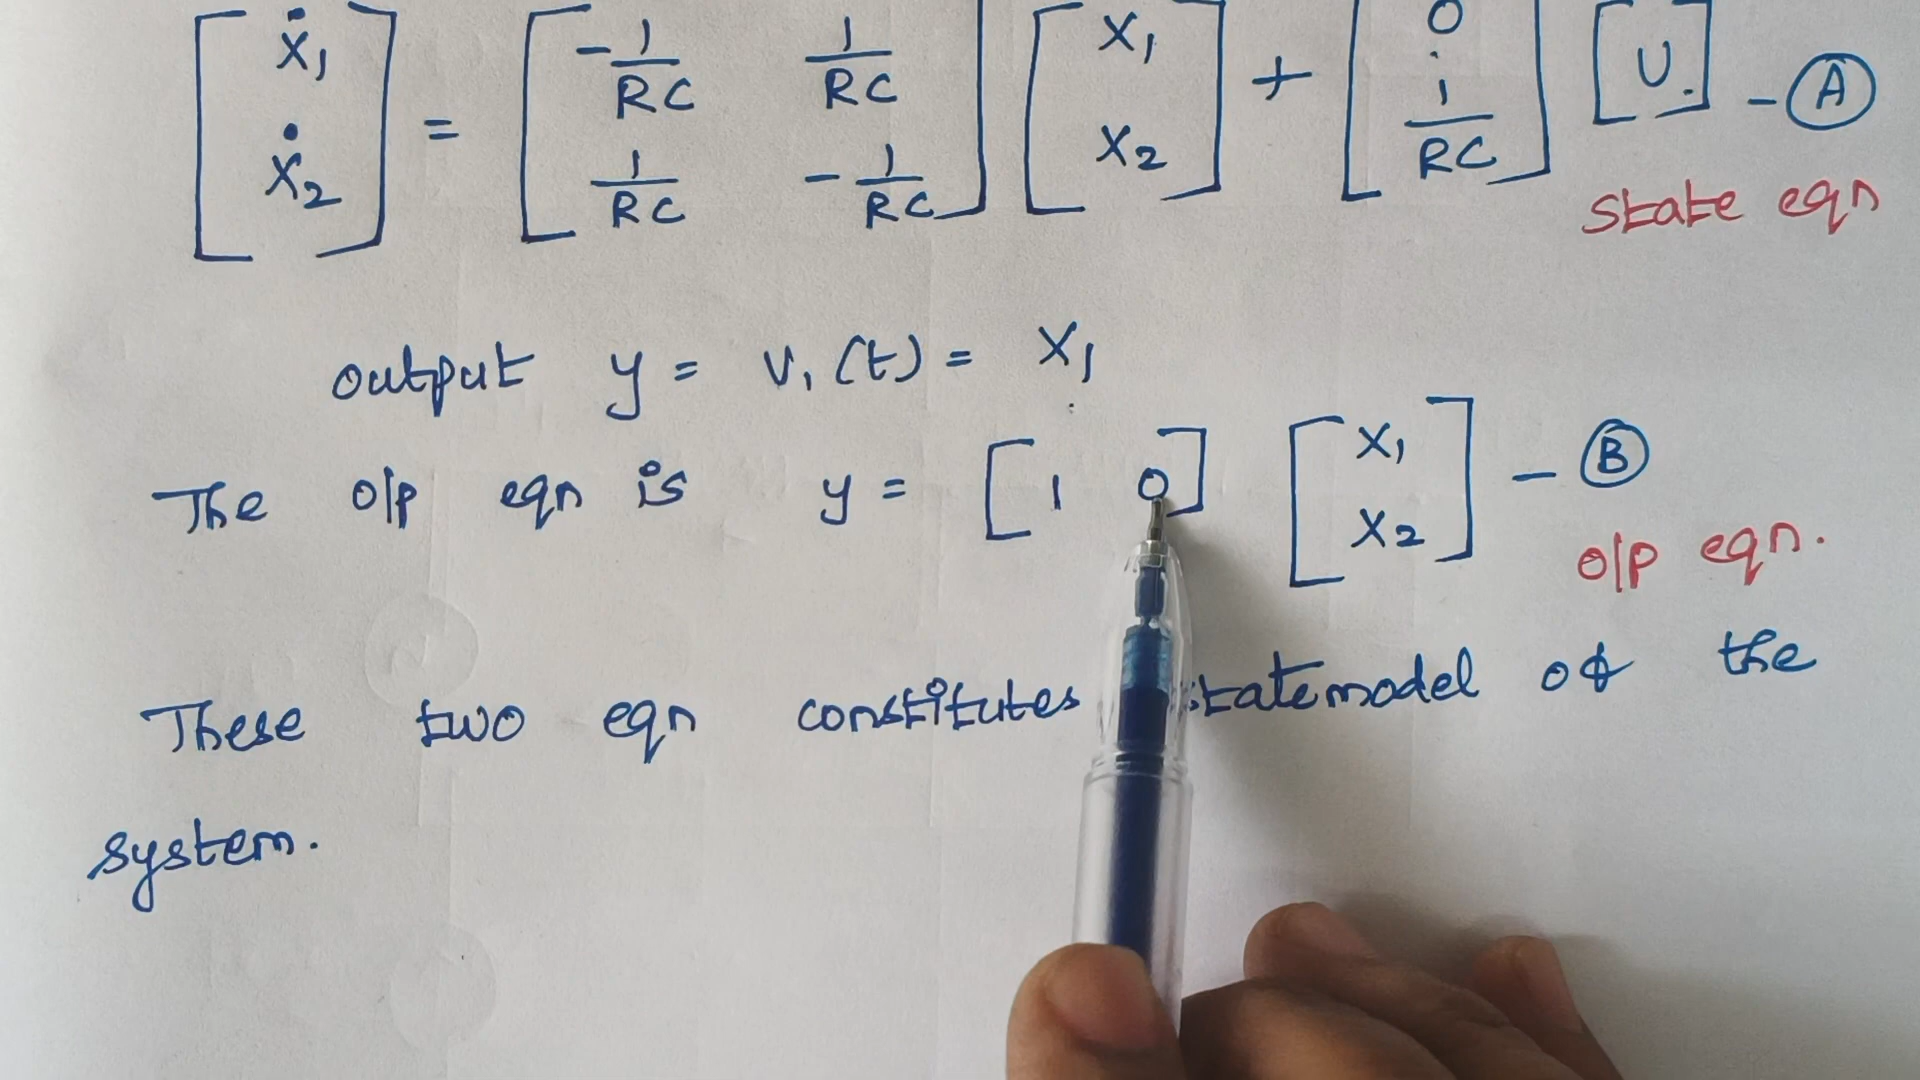 [ẋ₁ ẋ₂] = [-1/RC 1/RC 1/RC -1/RC] [x₁ x₂] + [0 1/RC] [U] - Ⓐ
state eqn
output y = v₁(t) = x₁
The o/p eqn is y = [1 0] [x₁ x₂] - Ⓑ
o/p eqn.
These two eqn constitutes statemodel of the
system.